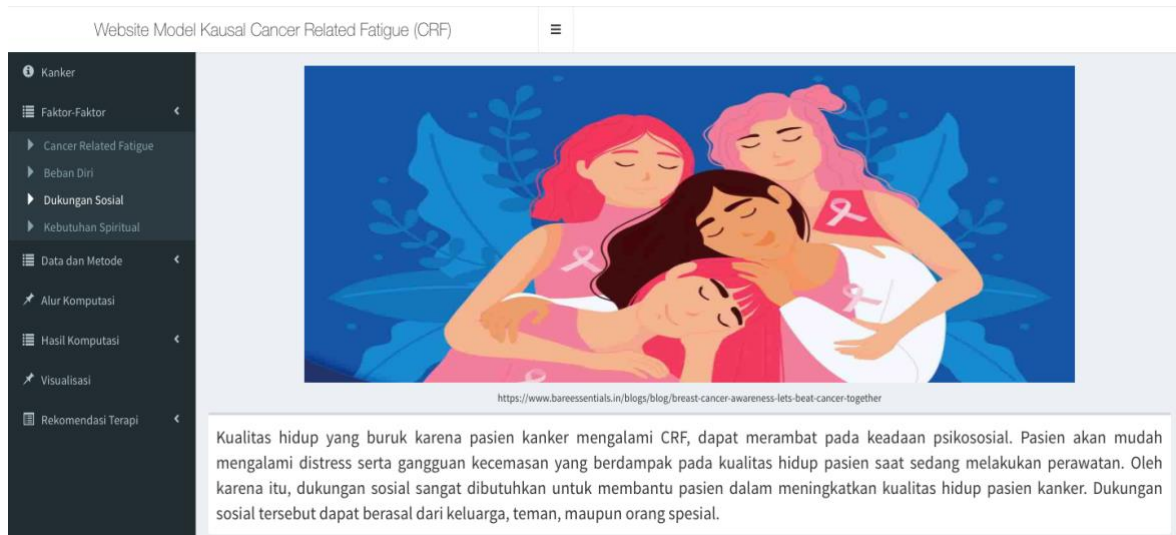 Website Model Kausal Cancer Related Fatigue (CRF)
Kanker
Faktor-Faktor
Cancer Related Fatigue
Beban Diri
Dukungan Sosial
Kebutuhan Spiritual
Data dan Metode
Alur Komputasi
Hasil Komputasi
Visualisasi
Rekomendasi Terapi
https://www.bareessentials.in/blogs/blog/breast-cancer-awareness-lets-beat-cancer-together
Kualitas hidup yang buruk karena pasien kanker mengalami CRF, dapat merambat pada keadaan psikososial. Pasien akan mudah
mengalami distress serta gangguan kecemasan yang berdampak pada kualitas hidup pasien saat sedang melakukan perawatan. Oleh
karena itu, dukungan sosial sangat dibutuhkan untuk membantu pasien dalam meningkatkan kualitas hidup pasien kanker. Dukungan
sosial tersebut dapat berasal dari keluarga, teman, maupun orang spesial.